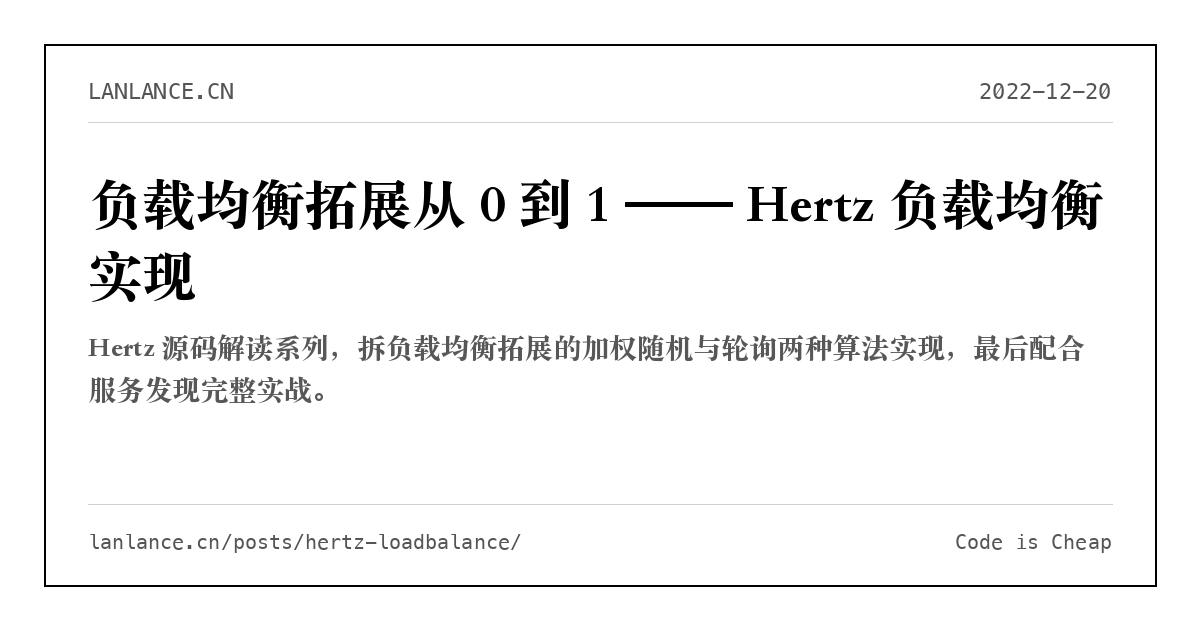 LANLANCE.CN
2022-12-20
负载均衡拓展从 0 到 1 —— Hertz 负载均衡
实现
Hertz 源码解读系列，拆负载均衡拓展的加权随机与轮询两种算法实现，最后配合
服务发现完整实战。
lanlance.cn/posts/hertz-loadbalance/
Code is Cheap